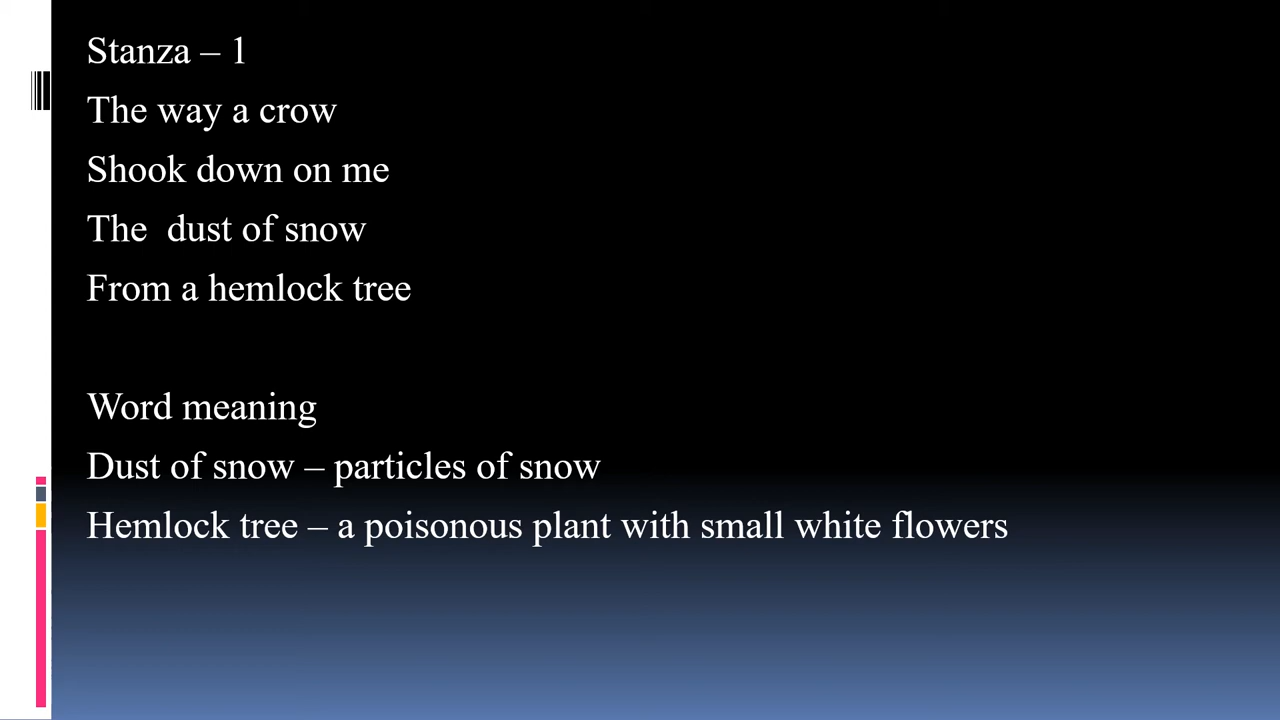 Stanza – 1
The way a crow
Shook down on me
The  dust of snow
From a hemlock tree
Word meaning
Dust of snow – particles of snow
Hemlock tree – a poisonous plant with small white flowers